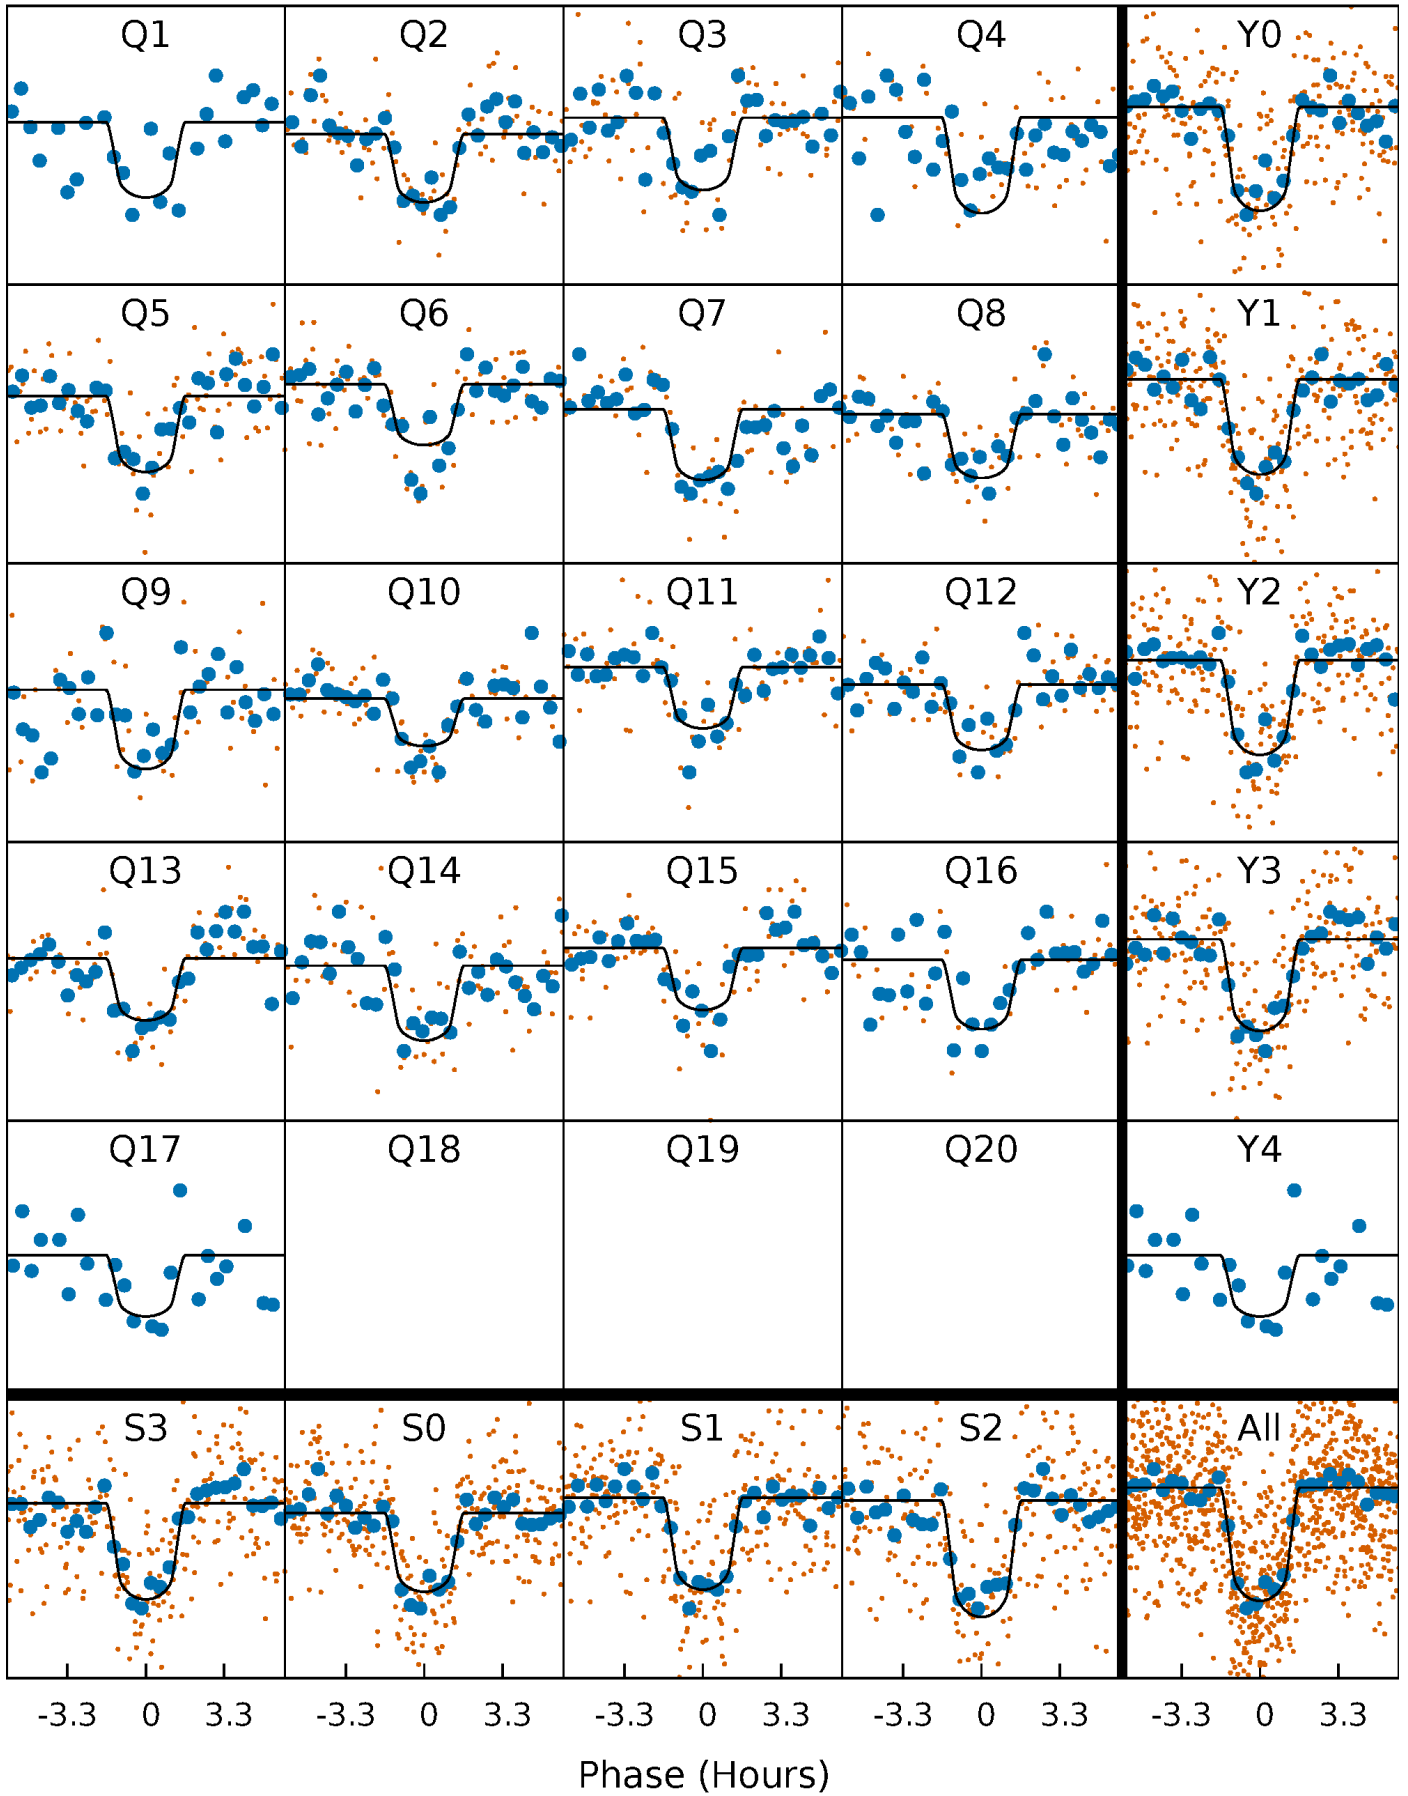 Q1 Q2 Q3 Q4 Y0
Q5 Q6 Q7 Q8 Y1
Q9 Q10 Q11 Q12 Y2
Q13 Q14 Q15 Q16 Y3
Q17 Q18 Q19 Q20 Y4
S3 S0 S1 S2 All
-3.3 0 3.3 -3.3 0 3.3 -3.3 0 3.3 -3.3 0 3.3 -3.3 0 3.3
Phase (Hours)